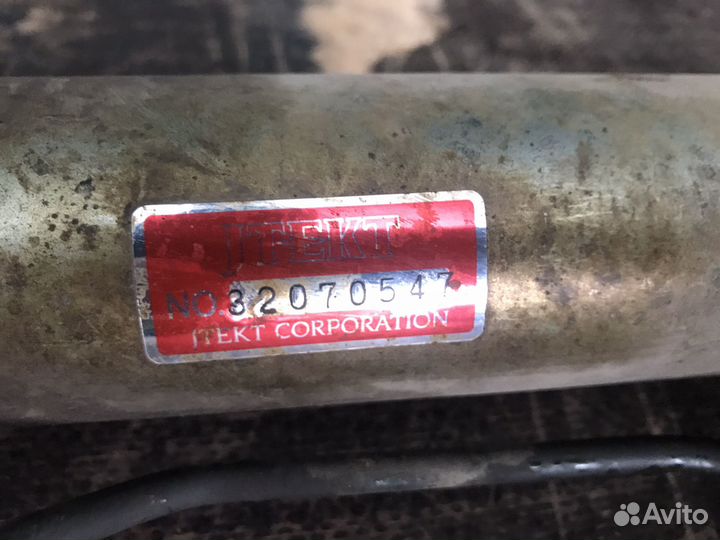 JTEKT
NO.32070547
JTEKT CORPORATION
Avito